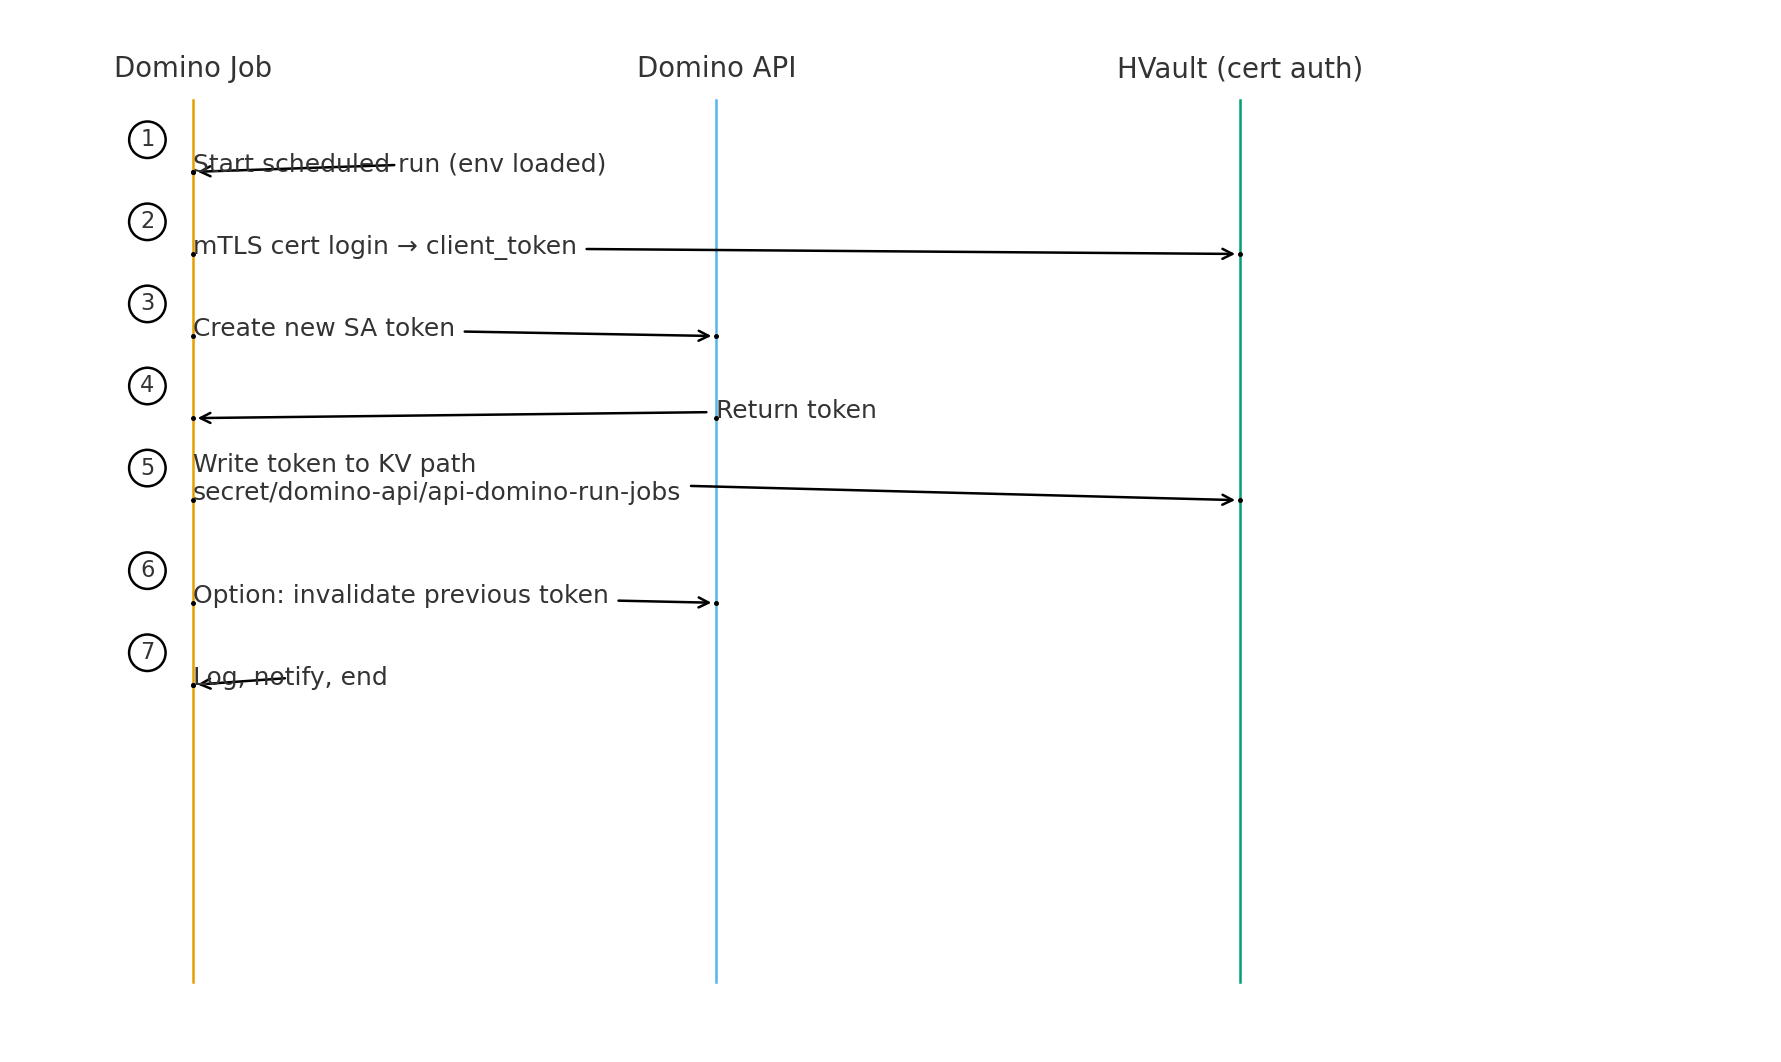 Domino Job
Domino API
HVault (cert auth)
1
Start scheduled run (env loaded)
2
mTLS cert login → client_token
3
Create new SA token
4
Return token
5
Write token to KV path
secret/domino-api/api-domino-run-jobs
6
Option: invalidate previous token
7
Log, notify, end